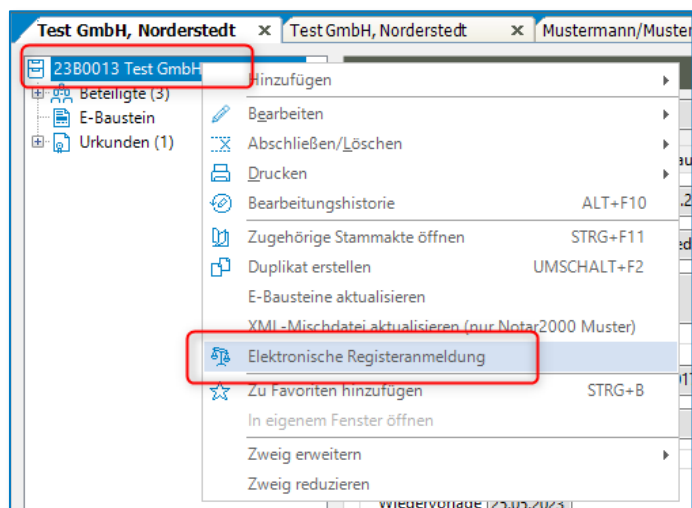 Test GmbH, Norderstedt × Test GmbH, Norderstedt × Mustermann/Muster
23B0013 Test GmbH
Beteiligte (3)
E-Baustein
Urkunden (1)
Hinzufügen
Bearbeiten
Abschließen/Löschen
Drucken
Bearbeitungshistorie ALT+F10
Zugehörige Stammakte öffnen STRG+F11
Duplikat erstellen UMSCHALT+F2
E-Bausteine aktualisieren
XML-Mischdatei aktualisieren (nur Notar2000 Muster)
Elektronische Registeranmeldung
Zu Favoriten hinzufügen STRG+B
In eigenem Fenster öffnen
Zweig erweitern
Zweig reduzieren
Wiedervorlage 25.05.2023